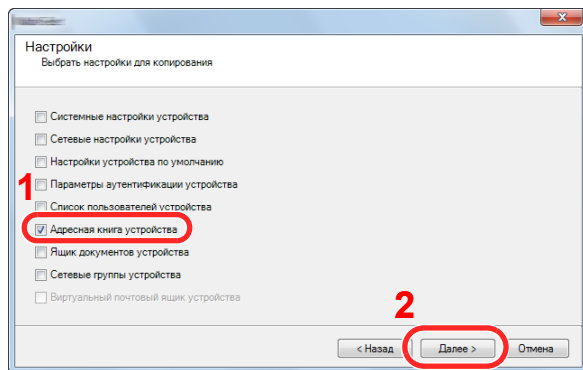 Настройки
Выбрать настройки для копирования
Системные настройки устройства
Сетевые настройки устройства
Настройки устройства по умолчанию
1
Параметры аутентификации устройства
Список пользователей устройства
Адресная книга устройства
Ящик документов устройства
Сетевые группы устройства
Виртуальный почтовый ящик устройства
2
< Назад
Далее >
Отмена